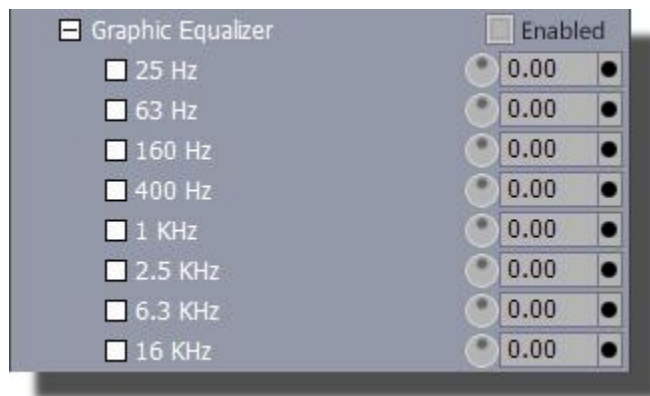 Graphic Equalizer Enabled
25 Hz 0.00
63 Hz 0.00
160 Hz 0.00
400 Hz 0.00
1 KHz 0.00
2.5 KHz 0.00
6.3 KHz 0.00
16 KHz 0.00